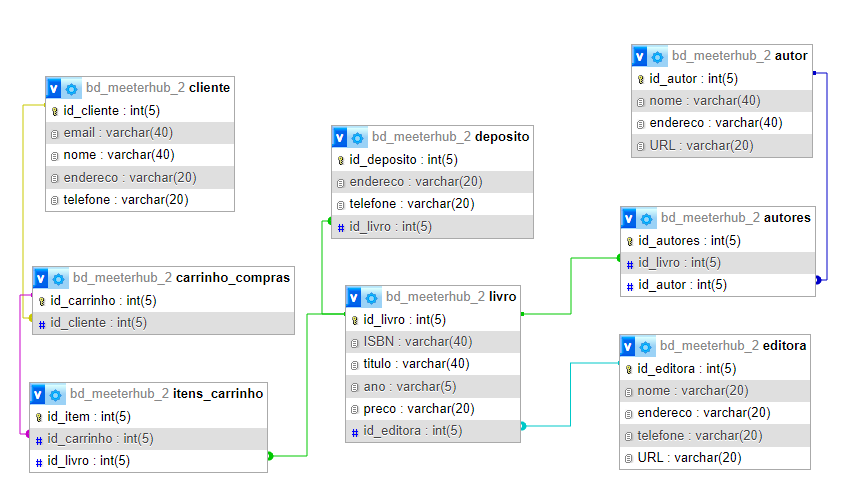 bd_meeterhub_2 cliente
id_cliente : int(5)
email : varchar(40)
nome : varchar(40)
endereco : varchar(20)
telefone : varchar(20)
bd_meeterhub_2 carrinho_compras
id_carrinho : int(5)
# id_cliente : int(5)
bd_meeterhub_2 itens_carrinho
id_item : int(5)
# id_carrinho : int(5)
# id_livro : int(5)
bd_meeterhub_2 deposito
id_deposito : int(5)
endereco : varchar(20)
telefone : varchar(20)
# id_livro : int(5)
bd_meeterhub_2 livro
id_livro : int(5)
ISBN : varchar(40)
titulo : varchar(40)
ano : varchar(5)
preco : varchar(20)
# id_editora : int(5)
bd_meeterhub_2 autor
id_autor : int(5)
nome : varchar(40)
endereco : varchar(40)
URL : varchar(20)
bd_meeterhub_2 autores
id_autores : int(5)
# id_livro : int(5)
# id_autor : int(5)
bd_meeterhub_2 editora
id_editora : int(5)
nome : varchar(20)
endereco : varchar(20)
telefone : varchar(20)
URL : varchar(20)